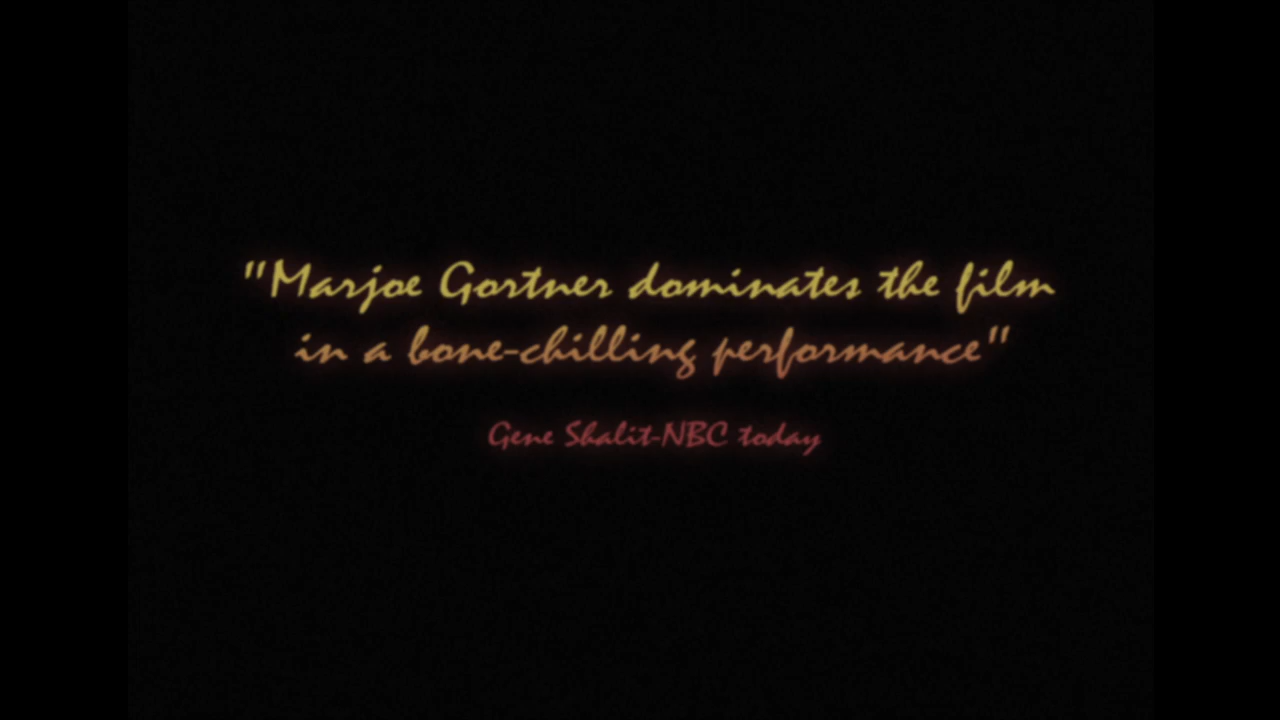 "Marjoe Gortner dominates the film
in a bone-chilling performance"
Gene Shalit-NBC today